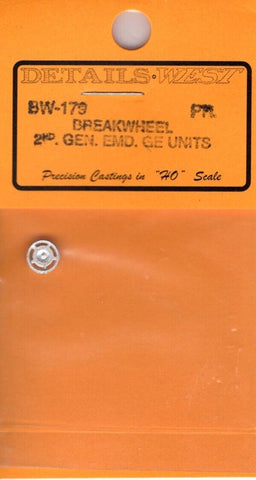 DETAILS·WEST
BW-179 PR.
BREAKWHEEL
2ND. GEN. EMD. GE UNITS
Precision Castings in "HO" Scale